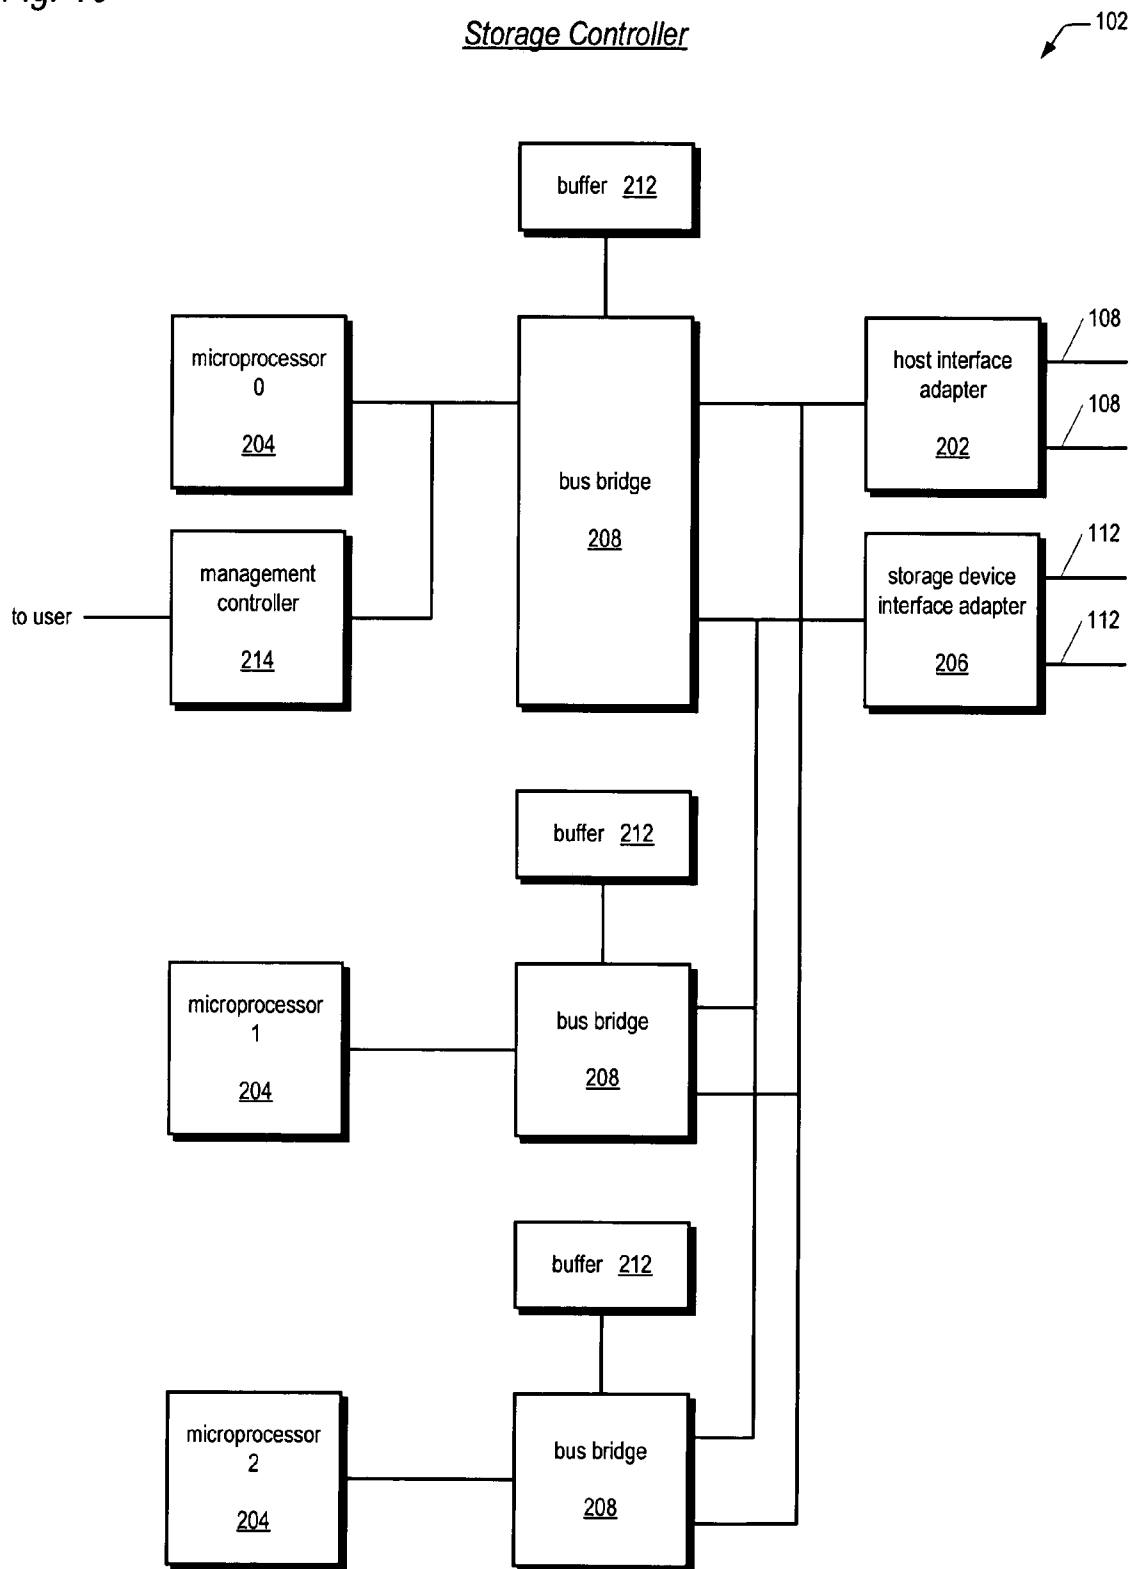 Storage Controller
102
buffer 212
microprocessor
0
204
bus bridge
208
host interface
adapter
202
108
108
management
controller
214
to user
storage device
interface adapter
206
112
112
buffer 212
microprocessor
1
204
bus bridge
208
buffer 212
microprocessor
2
204
bus bridge
208